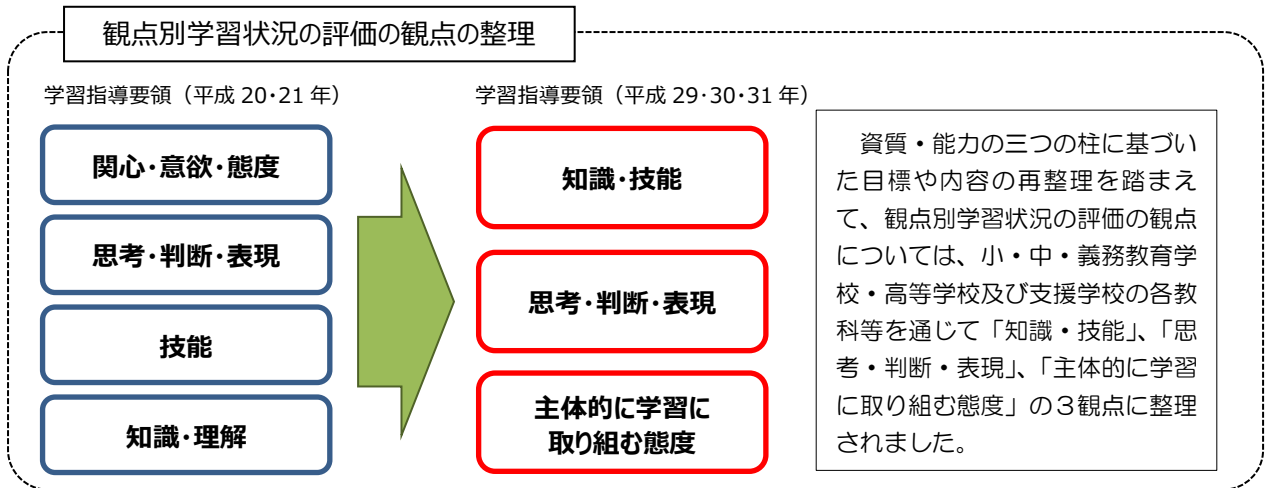 観点別学習状況の評価の観点の整理
学習指導要領（平成 20･21 年）
関心･意欲･態度
思考･判断･表現
技能
知識･理解
学習指導要領（平成 29･30･31 年）
知識･技能
思考･判断･表現
主体的に学習に
取り組む態度
資質・能力の三つの柱に基づい
た目標や内容の再整理を踏まえ
て、観点別学習状況の評価の観点
については、小・中・義務教育学
校・高等学校及び支援学校の各教
科等を通じて「知識・技能」、「思
考・判断・表現」、「主体的に学習
に取り組む態度」の３観点に整理
されました。